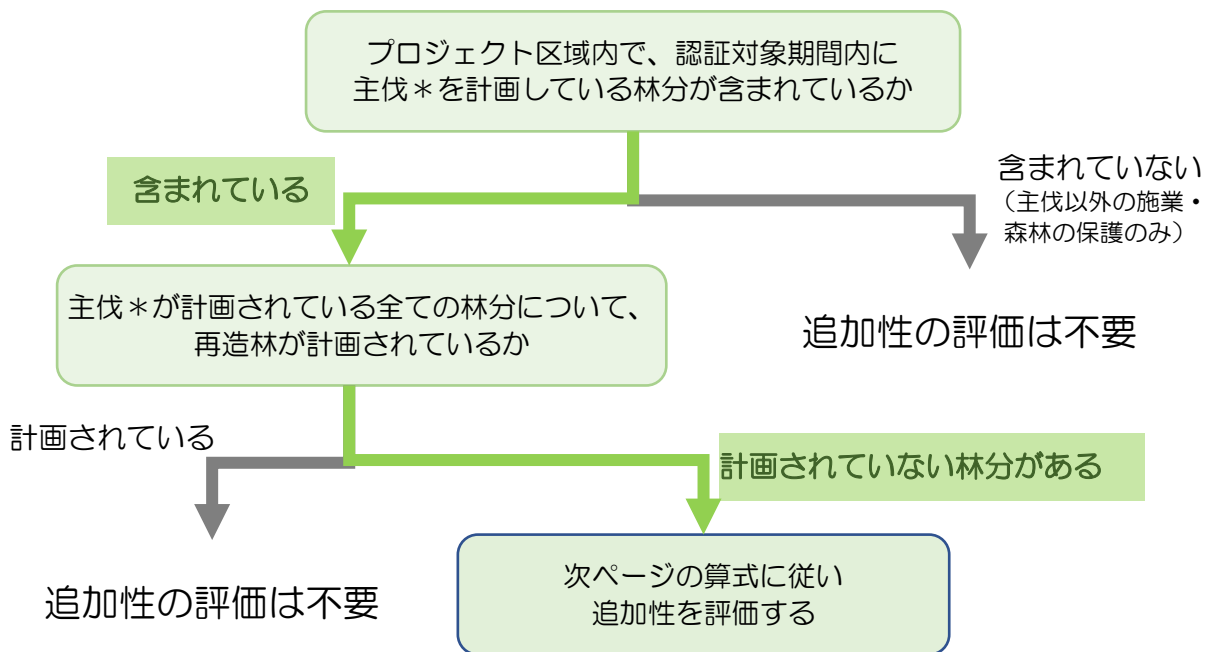 プロジェクト区域内で、認証対象期間内に
主伐＊を計画している林分が含まれているか
含まれている
含まれていない
（主伐以外の施業・
森林の保護のみ）
主伐＊が計画されている全ての林分について、
再造林が計画されているか
追加性の評価は不要
計画されている
計画されていない林分がある
追加性の評価は不要
次ページの算式に従い
追加性を評価する